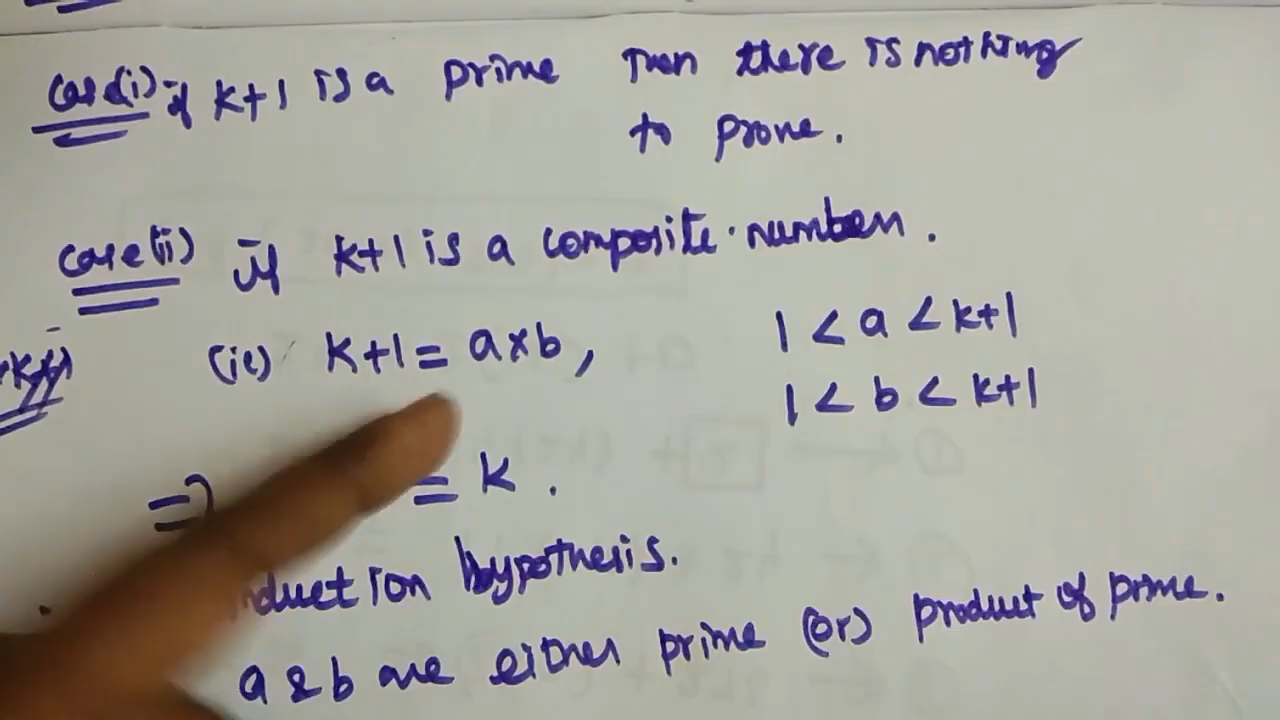 case(i) if k+1 is a prime Then there is nothing
to prove.
case(ii) if k+1 is a composite number.
(ie) k+1 = a×b, 1 < a < k+1
1 < b < k+1
=> = k.
nduction hypothesis.
a & b are either prime (or) product of prime.